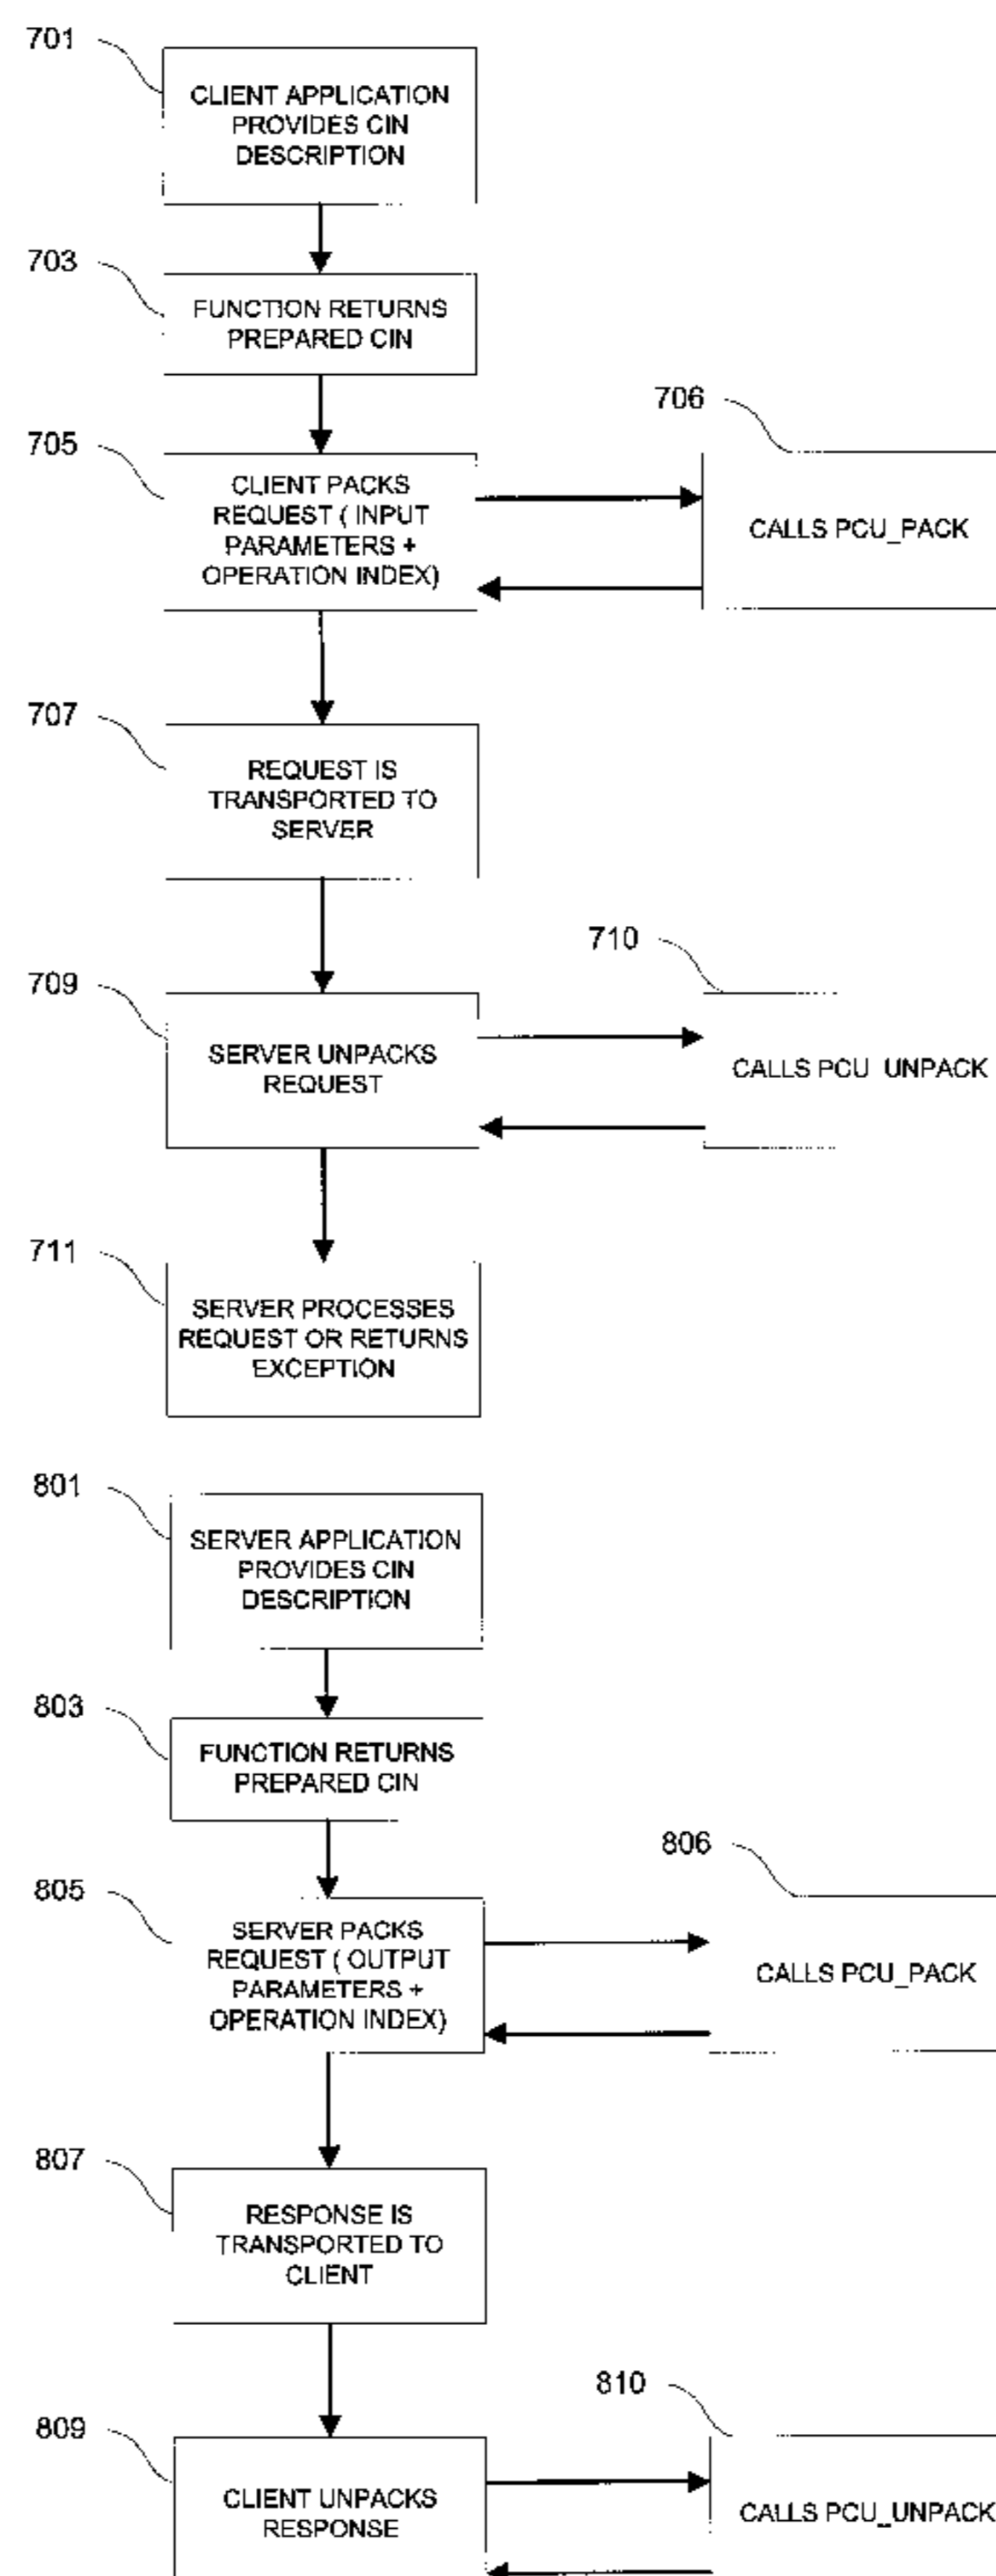 701
CLIENT APPLICATION
PROVIDES CIN
DESCRIPTION
703
FUNCTION RETURNS
PREPARED CIN
705
CLIENT PACKS
REQUEST ( INPUT
PARAMETERS +
OPERATION INDEX)
706
CALLS PCU_PACK
707
REQUEST IS
TRANSPORTED TO
SERVER
709
SERVER UNPACKS
REQUEST
710
CALLS PCU_UNPACK
711
SERVER PROCESSES
REQUEST OR RETURNS
EXCEPTION
801
SERVER APPLICATION
PROVIDES CIN
DESCRIPTION
803
FUNCTION RETURNS
PREPARED CIN
805
SERVER PACKS
REQUEST ( OUTPUT
PARAMETERS +
OPERATION INDEX)
806
CALLS PCU_PACK
807
RESPONSE IS
TRANSPORTED TO
CLIENT
809
CLIENT UNPACKS
RESPONSE
810
CALLS PCU_UNPACK